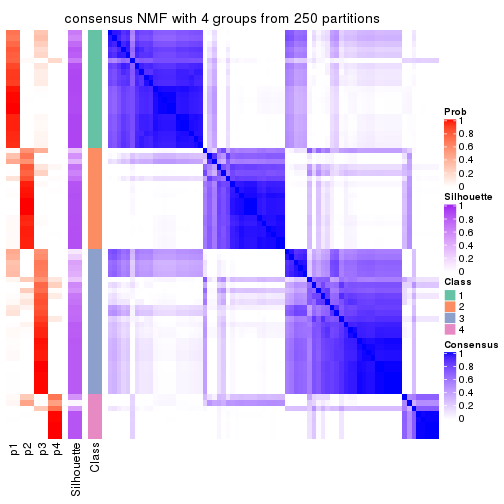 consensus NMF with 4 groups from 250 partitions
Prob
1
0.8
0.6
0.4
0.2
0
Silhouette
1
0.8
0.6
0.4
0.2
0
Class
1
2
3
4
Consensus
1
0.8
0.6
0.4
0.2
0
p1
p2
p3
p4
Silhouette
Class